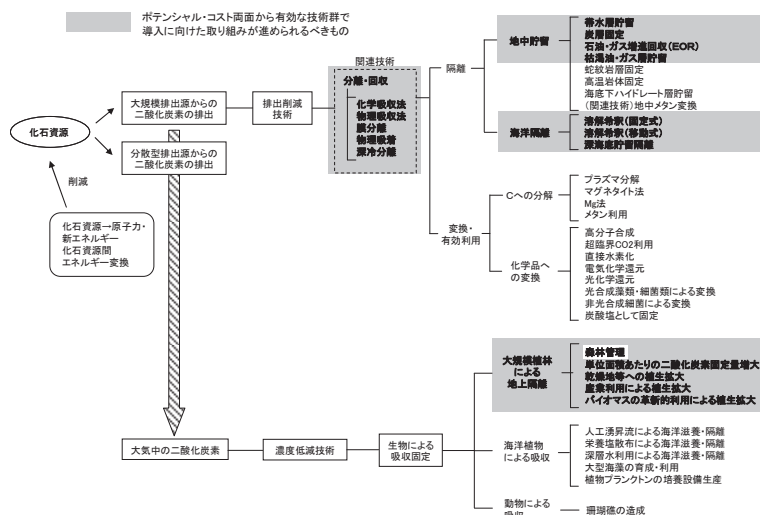 ポテンシャル・コスト両面から有効な技術群で
導入に向けた取り組みが進められるべきもの
化石資源
削減
化石資源→原子力・
新エネルギー
化石資源間
エネルギー変換
大規模排出源からの
二酸化炭素の排出
分散型排出源からの
二酸化炭素の排出
排出削減
技術
関連技術
分離・回収
化学吸収法
物理吸収法
膜分離
物理吸着
深冷分離
隔離
地中貯留
帯水層貯留
炭層固定
石油・ガス増進回収(EOR)
枯渇油・ガス層貯留
蛇紋岩層固定
高温岩体固定
海底下ハイドレート層貯留
(関連技術)地中メタン変換
海洋隔離
溶解希釈(固定式)
溶解希釈(移動式)
深海底貯留隔離
変換・
有効利用
Cへの分解
プラズマ分解
マグネタイト法
Mg法
メタン利用
化学品へ
の変換
高分子合成
超臨界CO2利用
直接水素化
電気化学還元
光化学還元
光合成藻類・細菌類による変換
非光合成細菌による変換
炭酸塩として固定
大気中の二酸化炭素
濃度低減技術
生物による
吸収固定
大規模植林
による
地上隔離
森林管理
単位面積あたりの二酸化炭素固定量増大
乾燥地等への植生拡大
産業利用による植生拡大
バイオマスの革新的利用による植生拡大
海洋植物
による吸収
人工湧昇流による海洋滋養・隔離
栄養塩散布による海洋滋養・隔離
深層水利用による海洋滋養・隔離
大型海藻の育成・利用
植物プランクトンの培養設備生産
動物による
吸収
珊瑚礁の造成